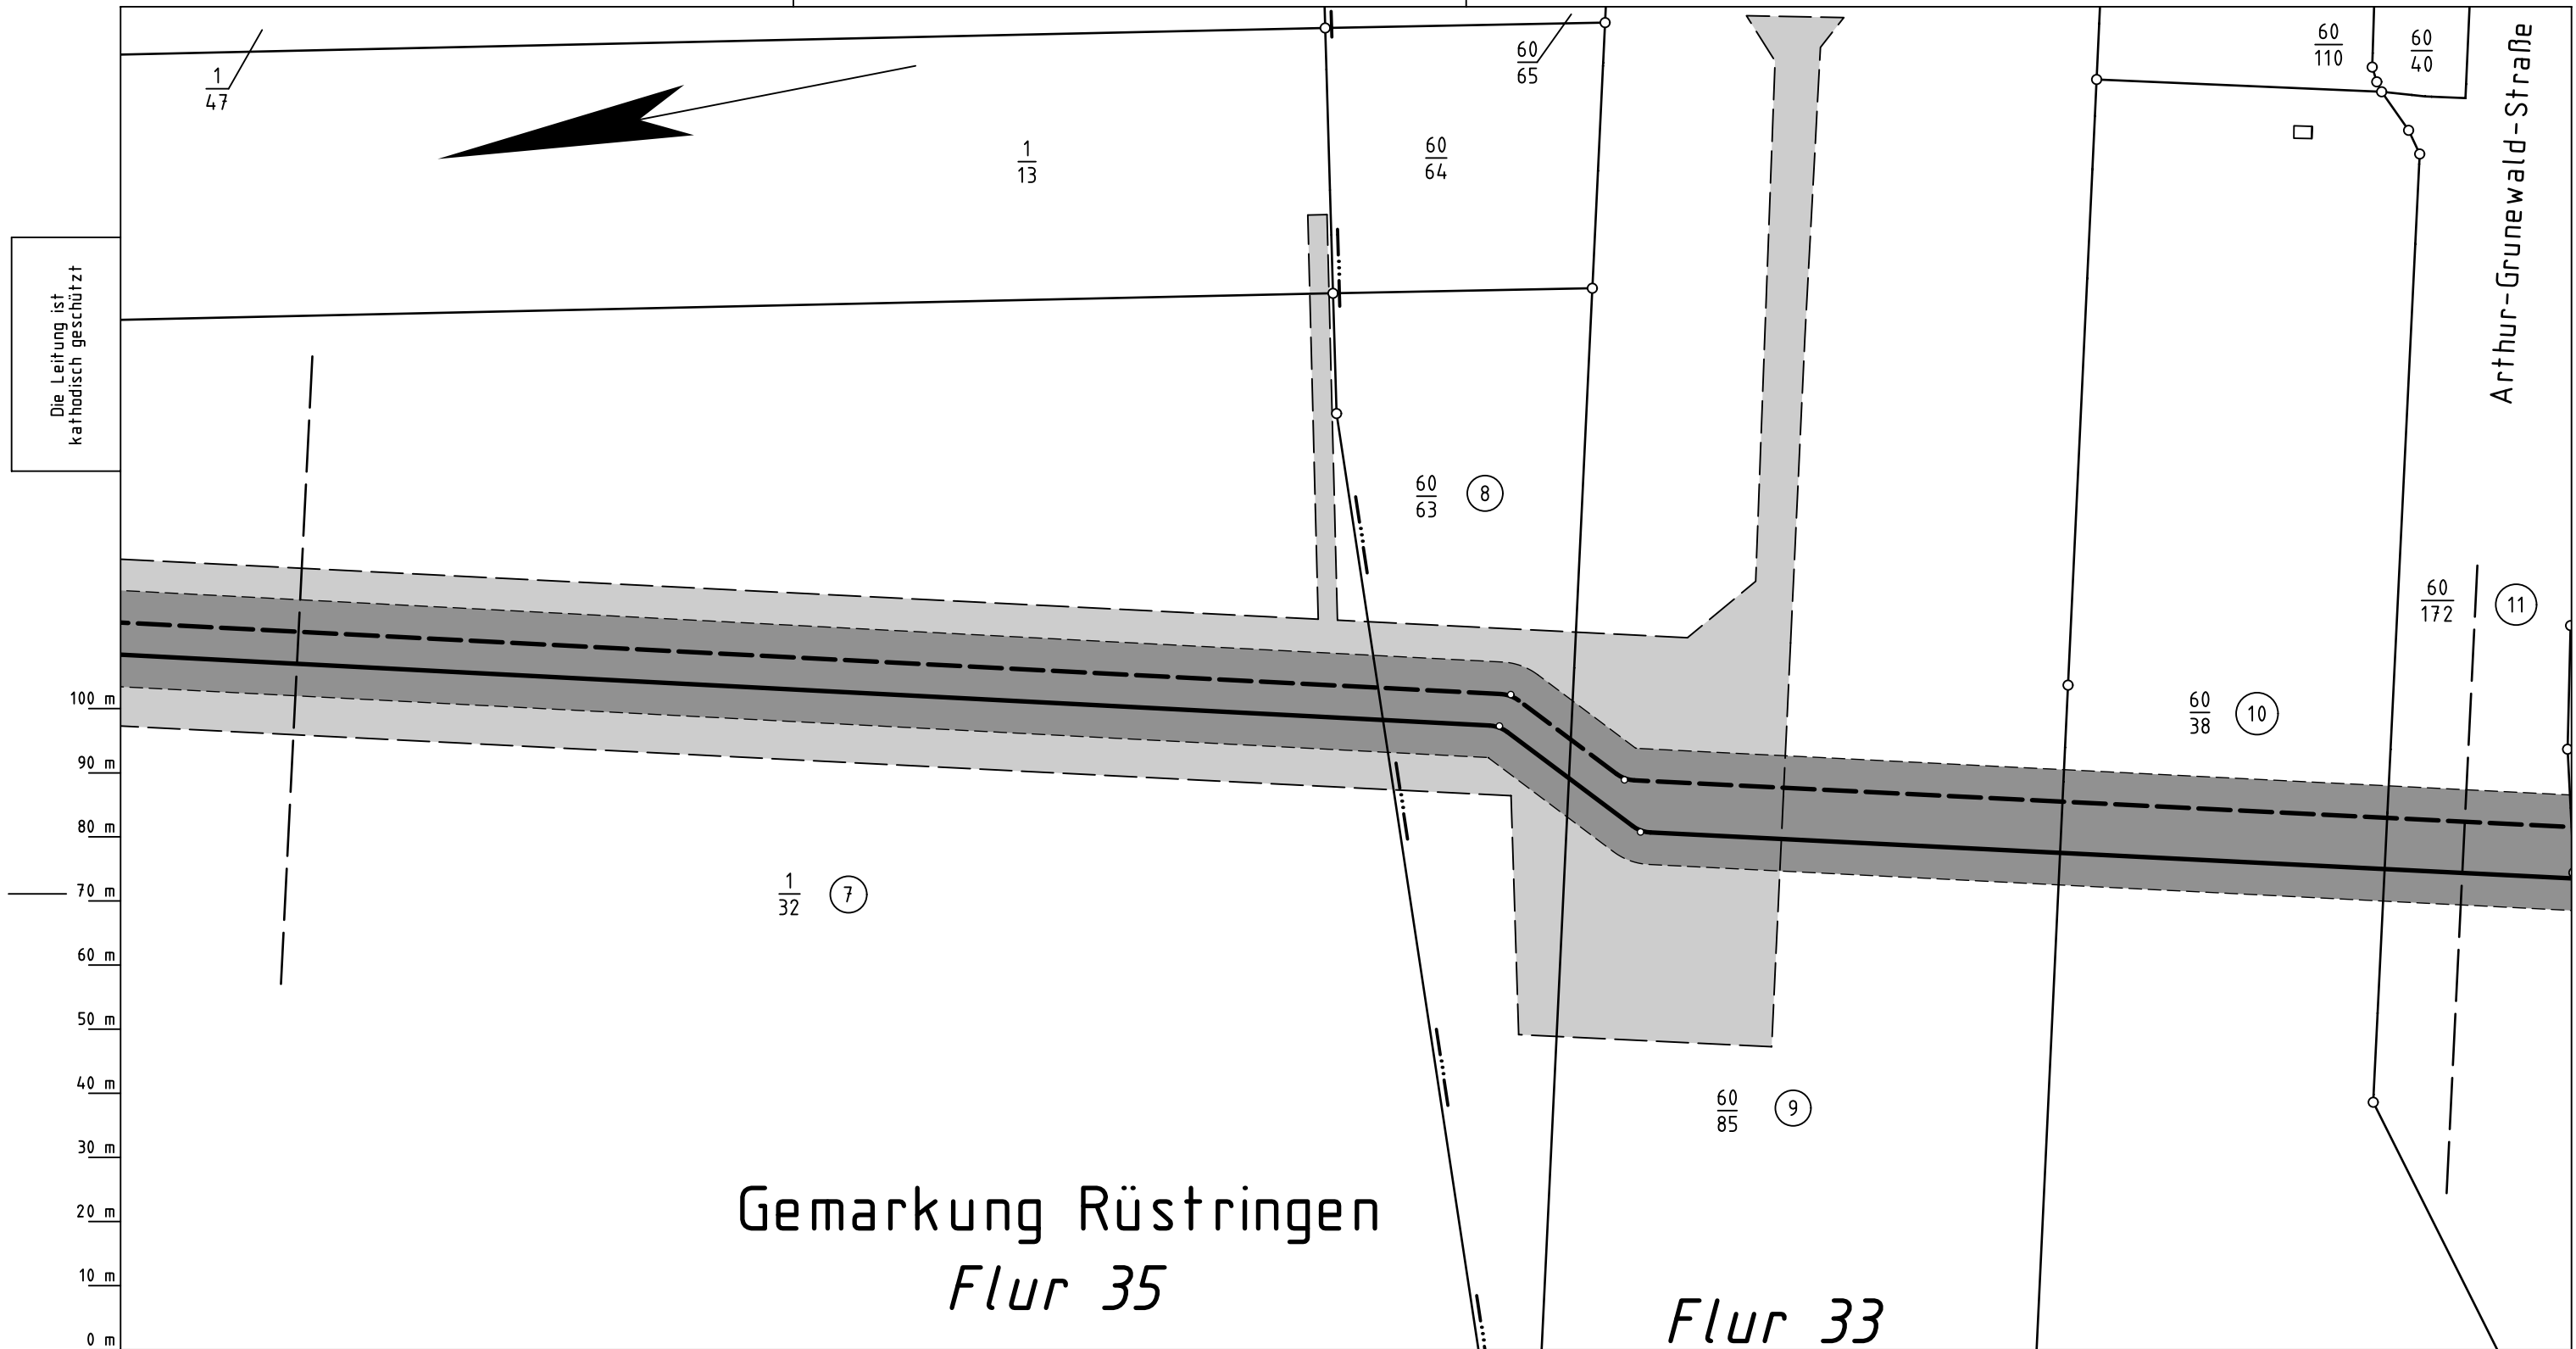 1
47
60
65
60
110
60
40
Arthur-Grunewald-Straße
1
13
60
64
Die Leitung ist
kathodisch geschützt
60
63
8
60
172
11
60
38
10
100 m
90 m
80 m
70 m
60 m
50 m
40 m
30 m
20 m
10 m
0 m
1
32
7
60
85
9
Gemarkung Rüstringen
Flur 35
Flur 33